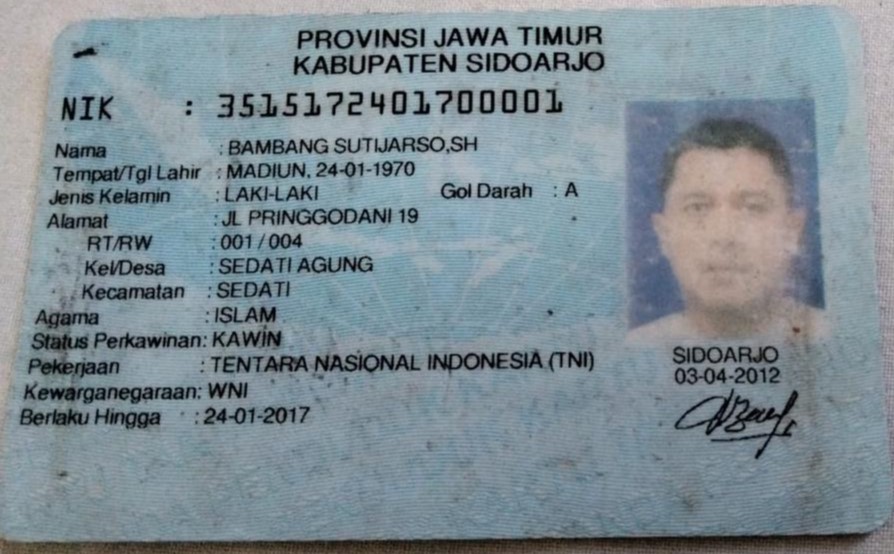 PROVINSI JAWA TIMUR
KABUPATEN SIDOARJO
NIK : 3515172401700001
Nama : BAMBANG SUTIJARSO,SH
Tempat/Tgl Lahir : MADIUN, 24-01-1970
Jenis Kelamin : LAKI-LAKI Gol Darah : A
Alamat : JL PRINGGODANI 19
RT/RW : 001 / 004
Kel/Desa : SEDATI AGUNG
Kecamatan : SEDATI
Agama : ISLAM
Status Perkawinan: KAWIN
Pekerjaan : TENTARA NASIONAL INDONESIA (TNI)
Kewarganegaraan: WNI
Berlaku Hingga : 24-01-2017
SIDOARJO
03-04-2012